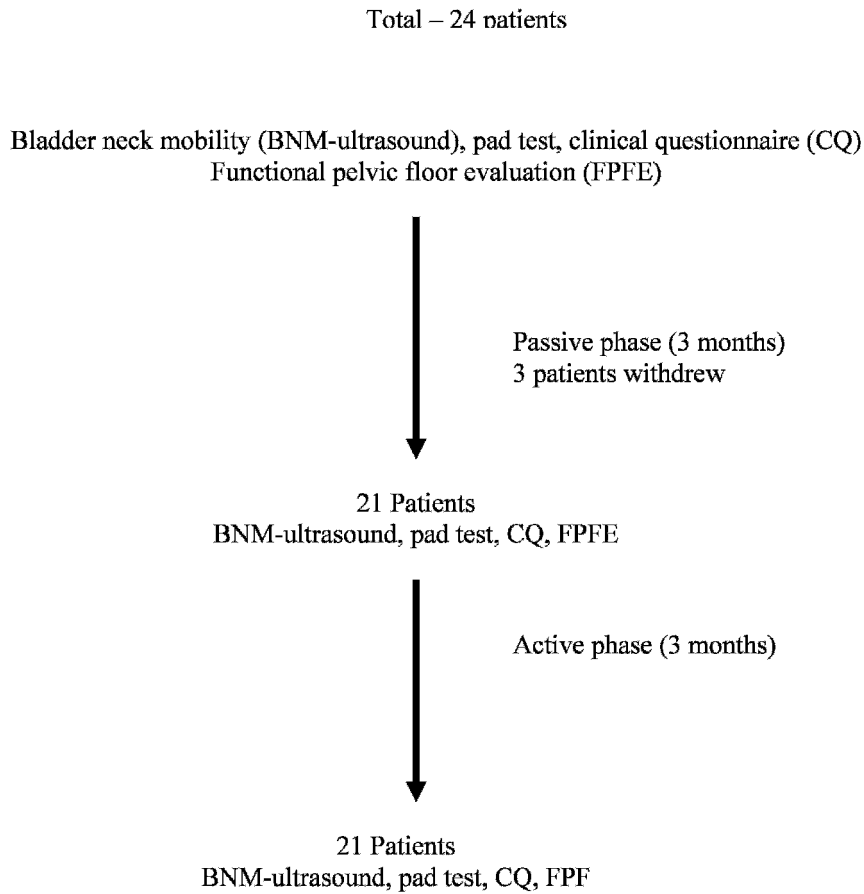 Total – 24 patients
Bladder neck mobility (BNM-ultrasound), pad test, clinical questionnaire (CQ)
Functional pelvic floor evaluation (FPFE)
Passive phase (3 months)
3 patients withdrew
21 Patients
BNM-ultrasound, pad test, CQ, FPFE
Active phase (3 months)
21 Patients
BNM-ultrasound, pad test, CQ, FPF